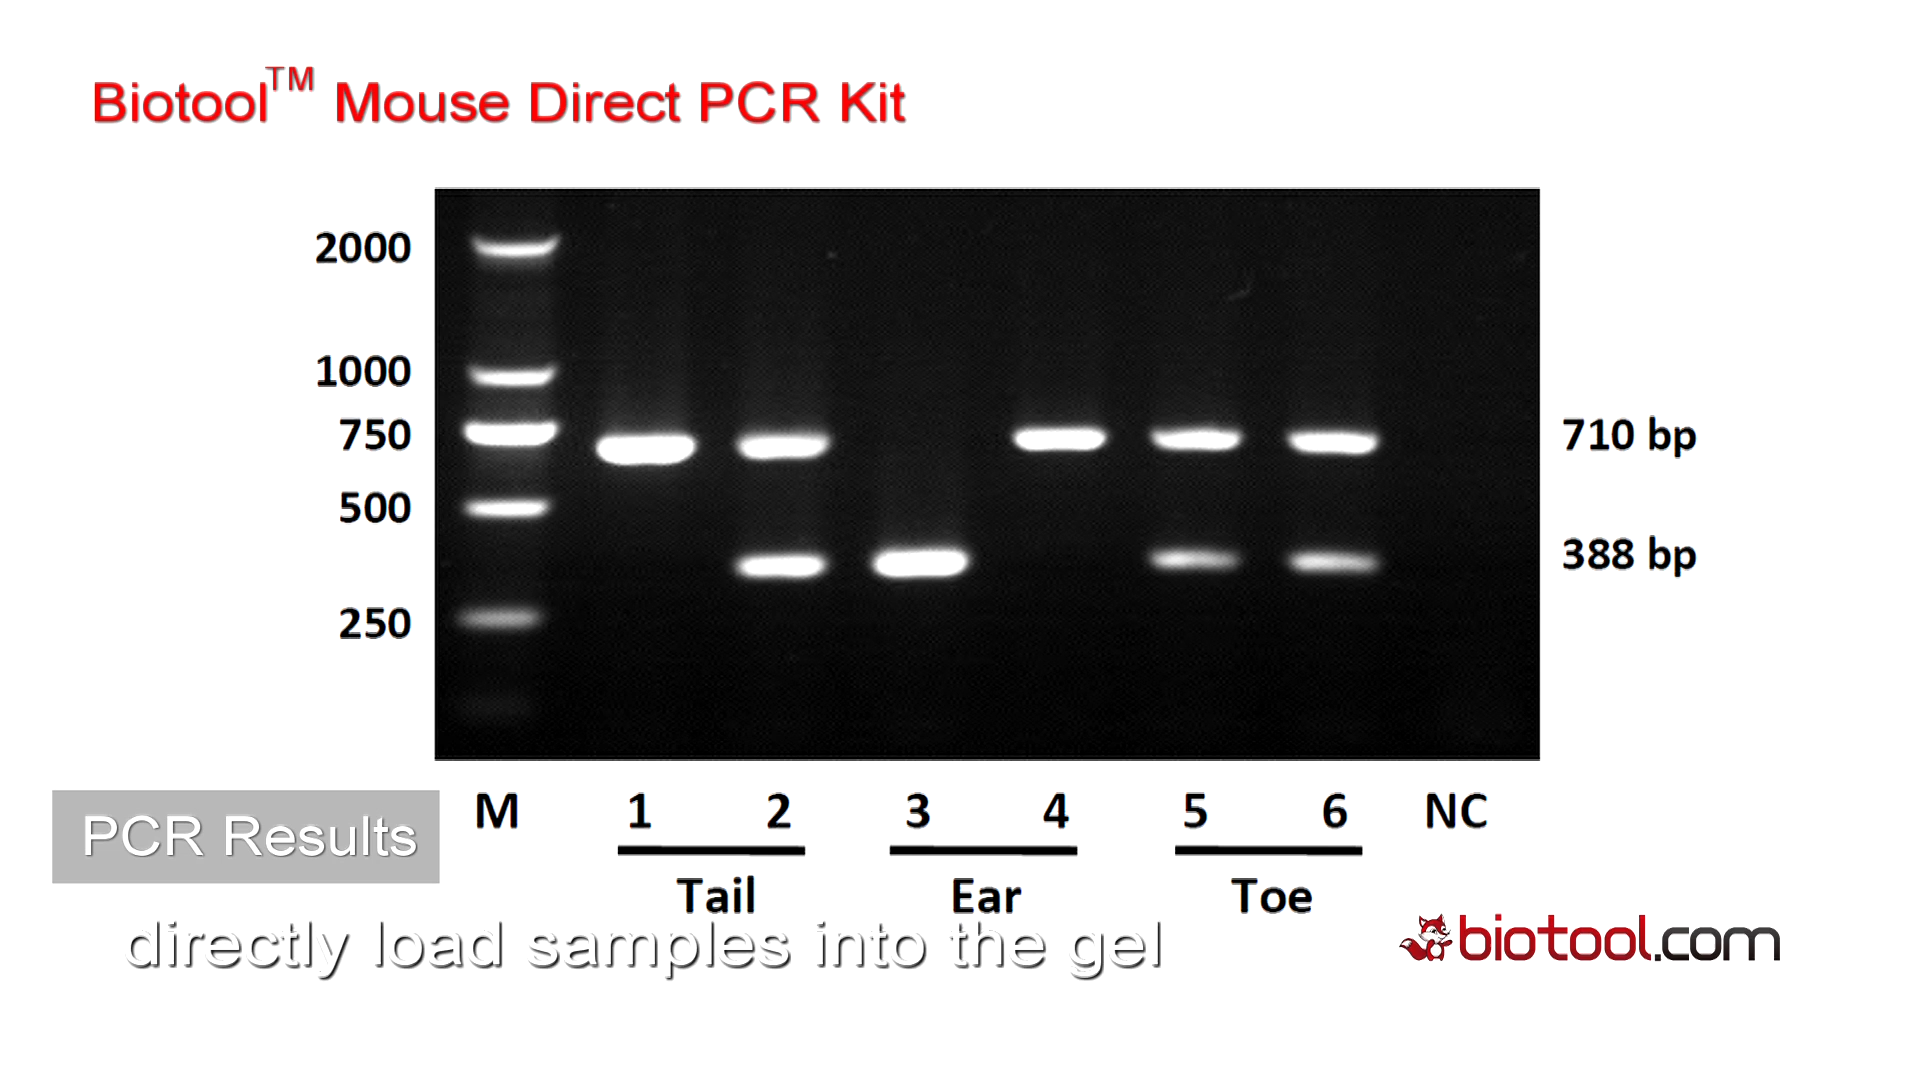 Biotool™ Mouse Direct PCR Kit
2000
1000
750
500
250
710 bp
388 bp
M 1 2 3 4 5 6 NC
Tail Ear Toe
PCR Results
directly load samples into the gel
biotool.com